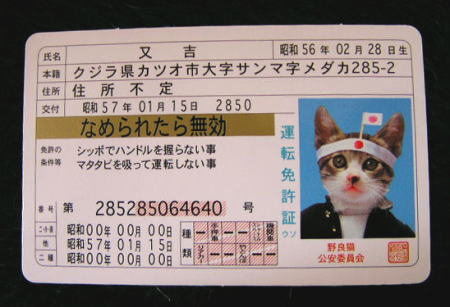 氏名 又吉 昭和56年02月28日生
本籍 クジラ県カツオ市大字サンマ字メダカ285-2
住所 住所不定
交付 昭和57年01月15日 2850
なめられたら無効
免許の条件等 シッポでハンドルを握らない事
マタタビを吸って運転しない事
運転免許証
ウソ
番号 第 285285064640 号
二・小・原 昭和00年00月00日
他 昭和57年01月15日
二種 昭和00年00月00日
種類
野良猫
公安委員会